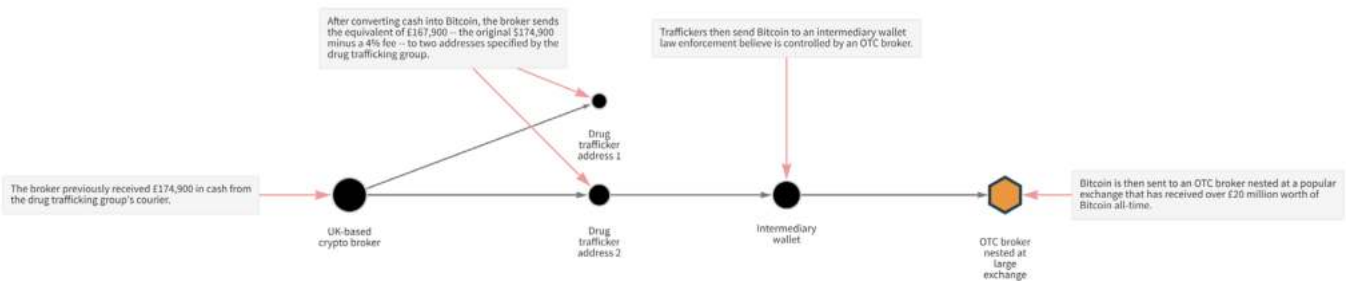 After converting cash into Bitcoin, the broker sends
the equivalent of £167,900 -- the original $174,900
minus a 4% fee -- to two addresses specified by the
drug trafficking group.
Traffickers then send Bitcoin to an intermediary wallet
law enforcement believe is controlled by an OTC broker.
Drug
trafficker
address 1
The broker previously received £174,900 in cash from
the drug trafficking group's courier.
Bitcoin is then sent to an OTC broker nested at a popular
exchange that has received over £20 million worth of
Bitcoin all-time.
UK-based
crypto broker
Drug
trafficker
address 2
Intermediary
wallet
OTC broker
nested at
large
exchange